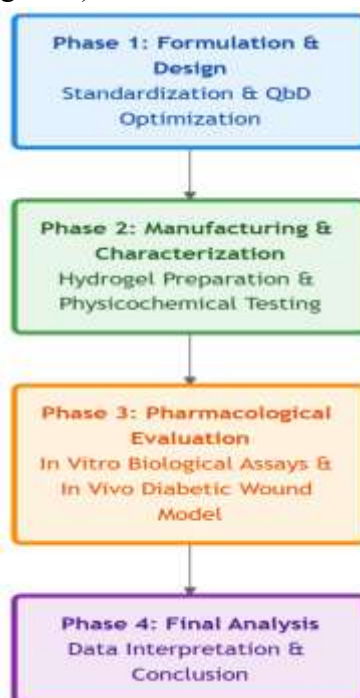 Phase 1: Formulation &
Design
Standardization & QbD
Optimization
Phase 2: Manufacturing &
Characterization
Hydrogel Preparation &
Physicochemical Testing
Phase 3: Pharmacological
Evaluation
In Vitro Biological Assays &
In Vivo Diabetic Wound
Model
Phase 4: Final Analysis
Data Interpretation &
Conclusion